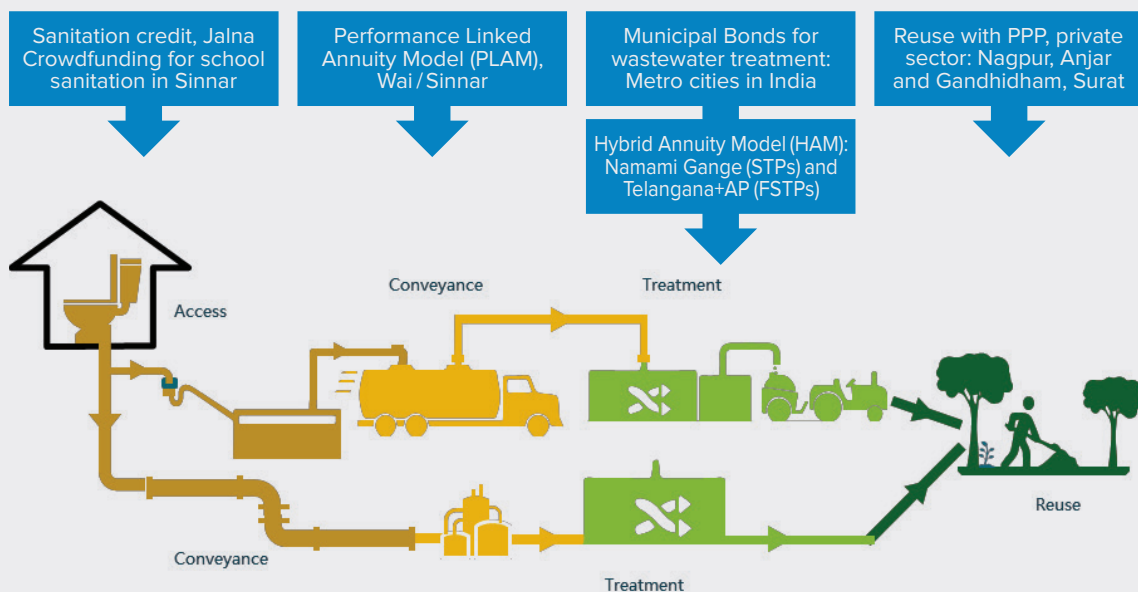 Sanitation credit, Jalna
Crowdfunding for school
sanitation in Sinnar
Performance Linked
Annuity Model (PLAM),
Wai / Sinnar
Municipal Bonds for
wastewater treatment:
Metro cities in India
Hybrid Annuity Model (HAM):
Namami Gange (STPs) and
Telangana+AP (FSTPs)
Reuse with PPP, private
sector: Nagpur, Anjar
and Gandhidham, Surat
Access
Conveyance
Treatment
Reuse
Conveyance
Treatment